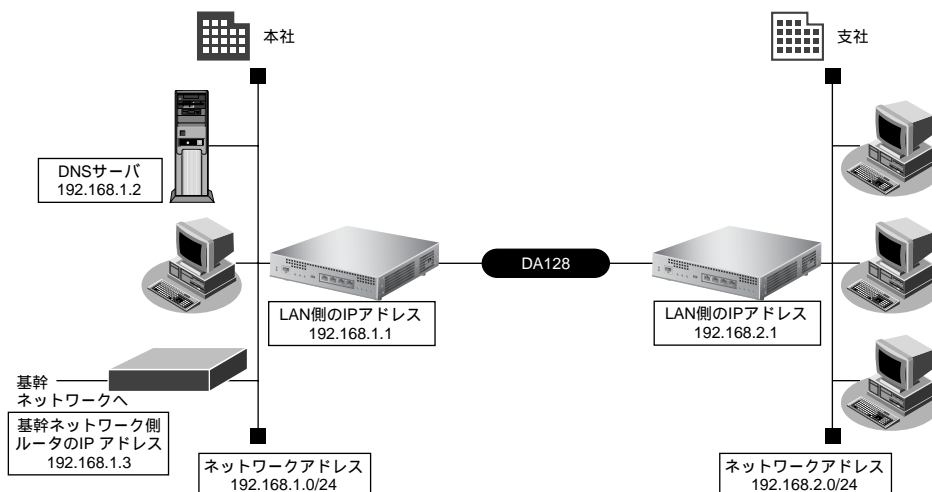 本社
支社
DNSサーバ
192.168.1.2
DA128
LAN側のIPアドレス
192.168.1.1
LAN側のIPアドレス
192.168.2.1
基幹
ネットワークへ
基幹ネットワーク側
ルータのIP アドレス
192.168.1.3
ネットワークアドレス
192.168.1.0/24
ネットワークアドレス
192.168.2.0/24